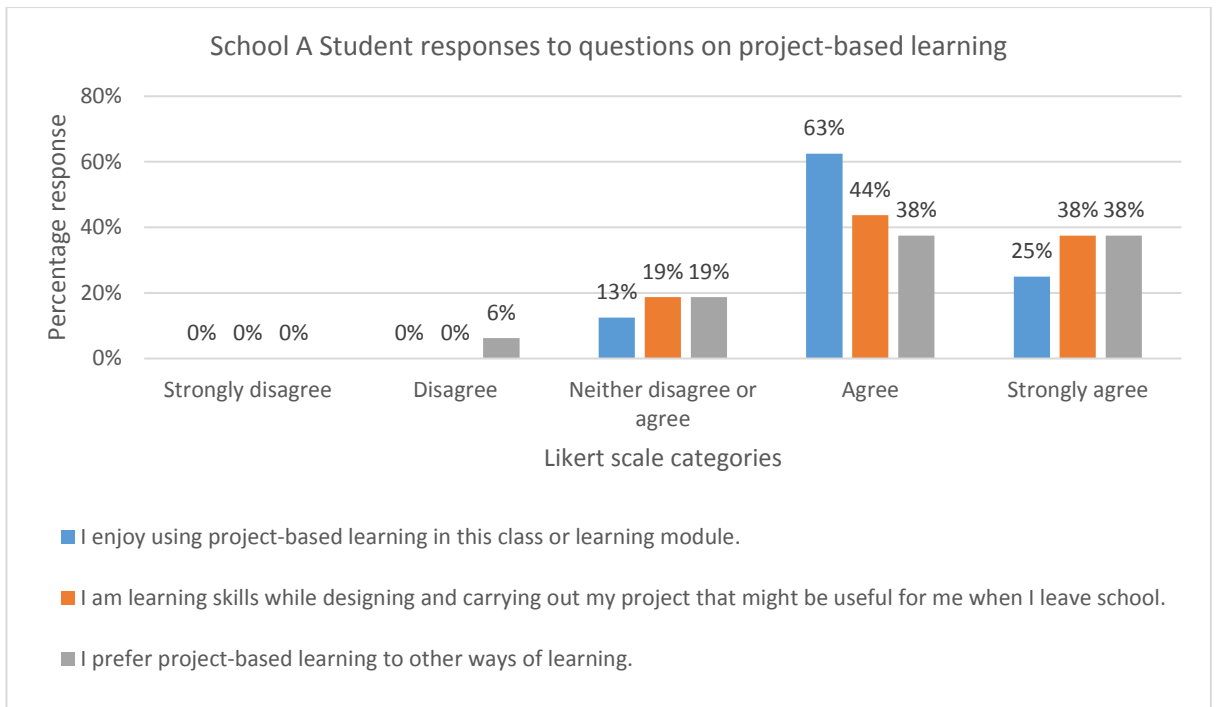 School A Student responses to questions on project-based learning
Percentage response
80%
60%
40%
20%
0%
0% 0% 0%
0% 0% 6%
13% 19% 19%
63% 44% 38%
25% 38% 38%
Strongly disagree
Disagree
Neither disagree or
agree
Agree
Strongly agree
Likert scale categories
I enjoy using project-based learning in this class or learning module.
I am learning skills while designing and carrying out my project that might be useful for me when I leave school.
I prefer project-based learning to other ways of learning.